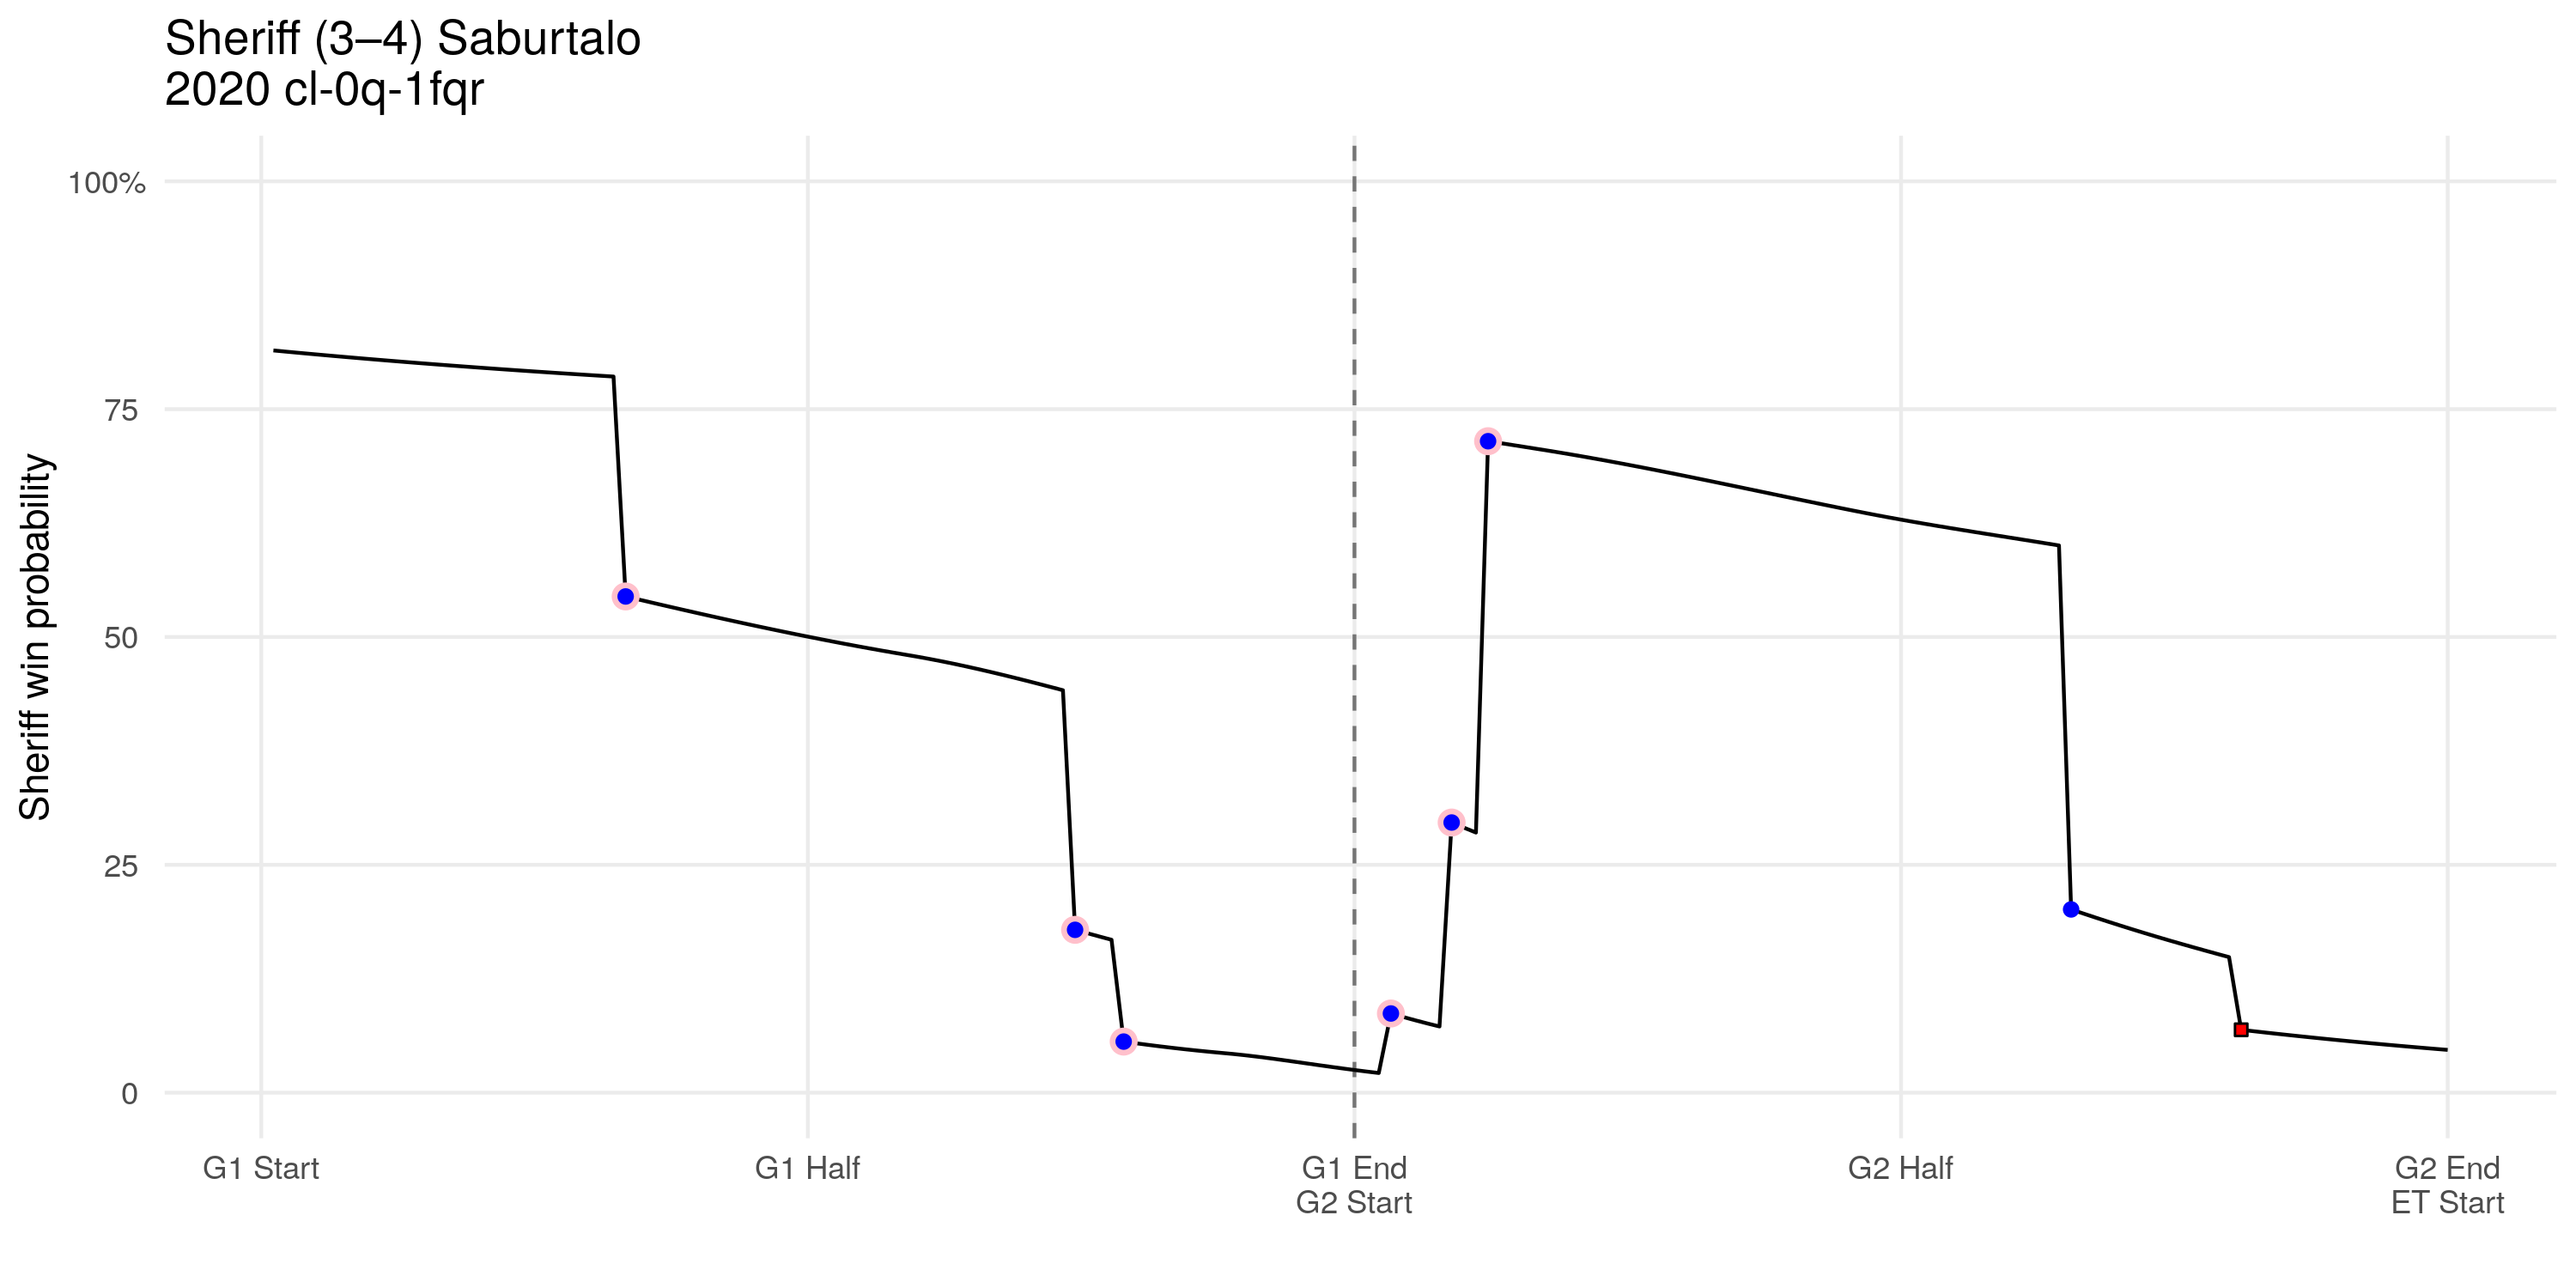 Sheriff (3–4) Saburtalo
2020 cl-0q-1fqr
Sheriff win probability
100%
75
50
25
0
G1 Start
G1 Half
G1 End
G2 Start
G2 Half
G2 End
ET Start